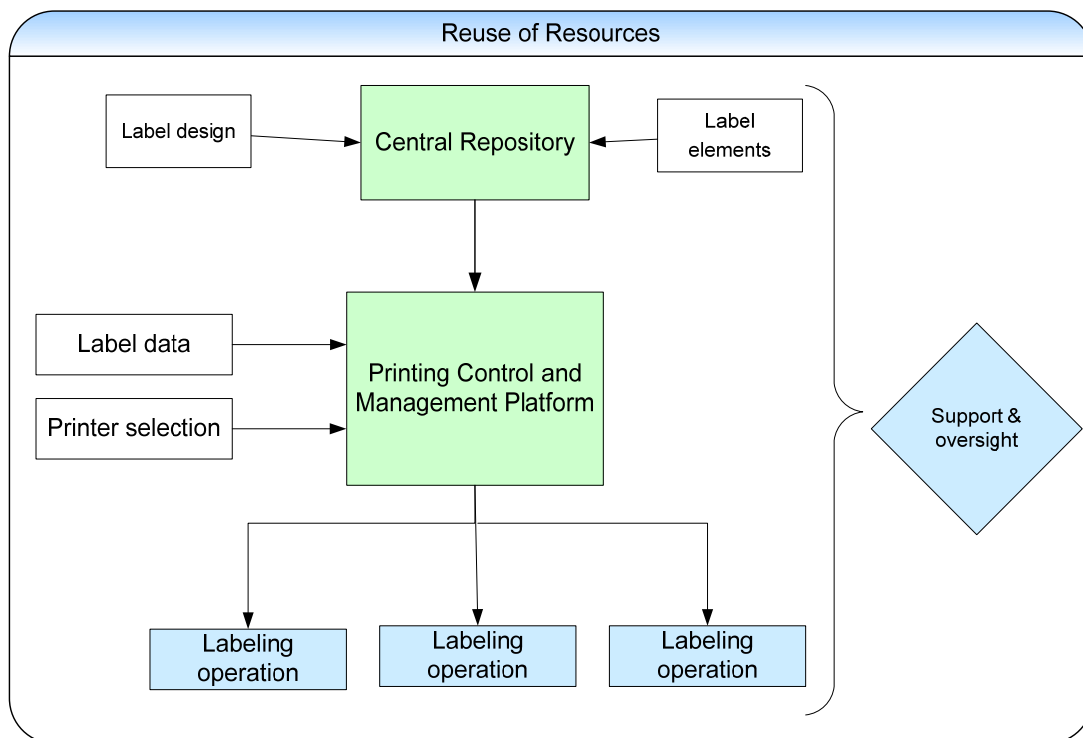 Reuse of Resources
Label design
Central Repository
Label
elements
Label data
Printer selection
Printing Control and
Management Platform
Support &
oversight
Labeling
operation
Labeling
operation
Labeling
operation